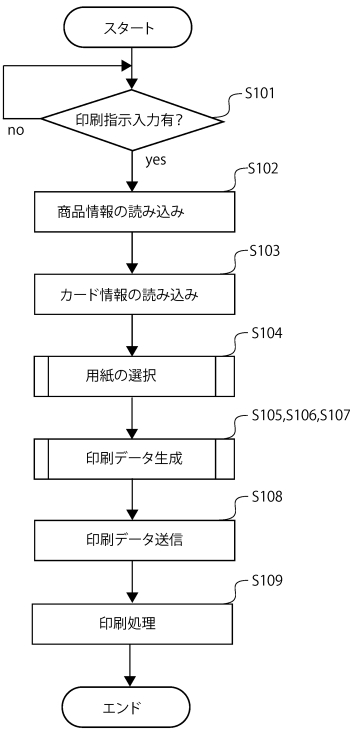 スタート
S101
印刷指示入力有?
no
yes
S102
商品情報の読み込み
S103
カード情報の読み込み
S104
用紙の選択
S105,S106,S107
印刷データ生成
S108
印刷データ送信
S109
印刷処理
エンド